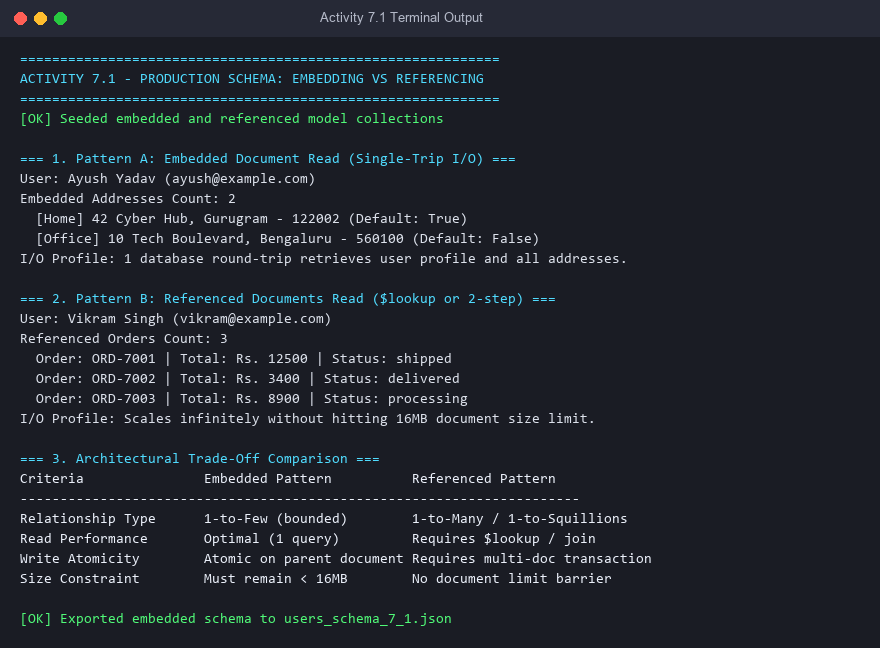 Activity 7.1 Terminal Output
============================================================
ACTIVITY 7.1 - PRODUCTION SCHEMA: EMBEDDING VS REFERENCING
============================================================
[OK] Seeded embedded and referenced model collections
=== 1. Pattern A: Embedded Document Read (Single-Trip I/O) ===
User: Ayush Yadav (ayush@example.com)
Embedded Addresses Count: 2
  [Home] 42 Cyber Hub, Gurugram - 122002 (Default: True)
  [Office] 10 Tech Boulevard, Bengaluru - 560100 (Default: False)
I/O Profile: 1 database round-trip retrieves user profile and all addresses.
=== 2. Pattern B: Referenced Documents Read ($lookup or 2-step) ===
User: Vikram Singh (vikram@example.com)
Referenced Orders Count: 3
  Order: ORD-7001 | Total: Rs. 12500 | Status: shipped
  Order: ORD-7002 | Total: Rs. 3400 | Status: delivered
  Order: ORD-7003 | Total: Rs. 8900 | Status: processing
I/O Profile: Scales infinitely without hitting 16MB document size limit.
=== 3. Architectural Trade-Off Comparison ===
Criteria               Embedded Pattern          Referenced Pattern
----------------------------------------------------------------------
Relationship Type      1-to-Few (bounded)        1-to-Many / 1-to-Squillions
Read Performance       Optimal (1 query)         Requires $lookup / join
Write Atomicity        Atomic on parent document Requires multi-doc transaction
Size Constraint        Must remain < 16MB        No document limit barrier
[OK] Exported embedded schema to users_schema_7_1.json